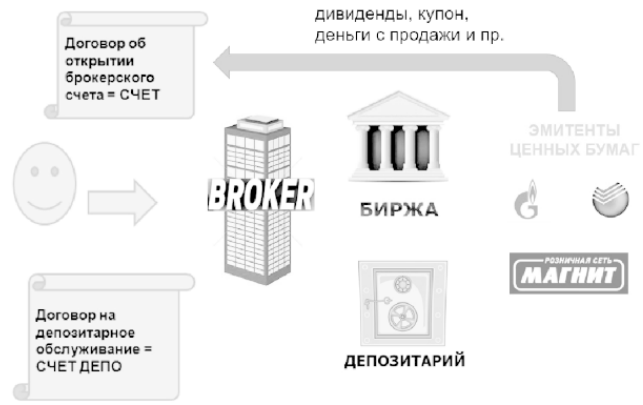 дивиденды, купон,
деньги с продажи и пр.
Договор об
открытии
брокерского
счета = СЧЕТ
ЭМИТЕНТЫ
ЦЕННЫХ БУМАГ
BROKER
БИРЖА
РОЗНИЧНАЯ СЕТЬ
МАГНИТ
Договор на
депозитарное
обслуживание =
СЧЕТ ДЕПО
ДЕПОЗИТАРИЙ